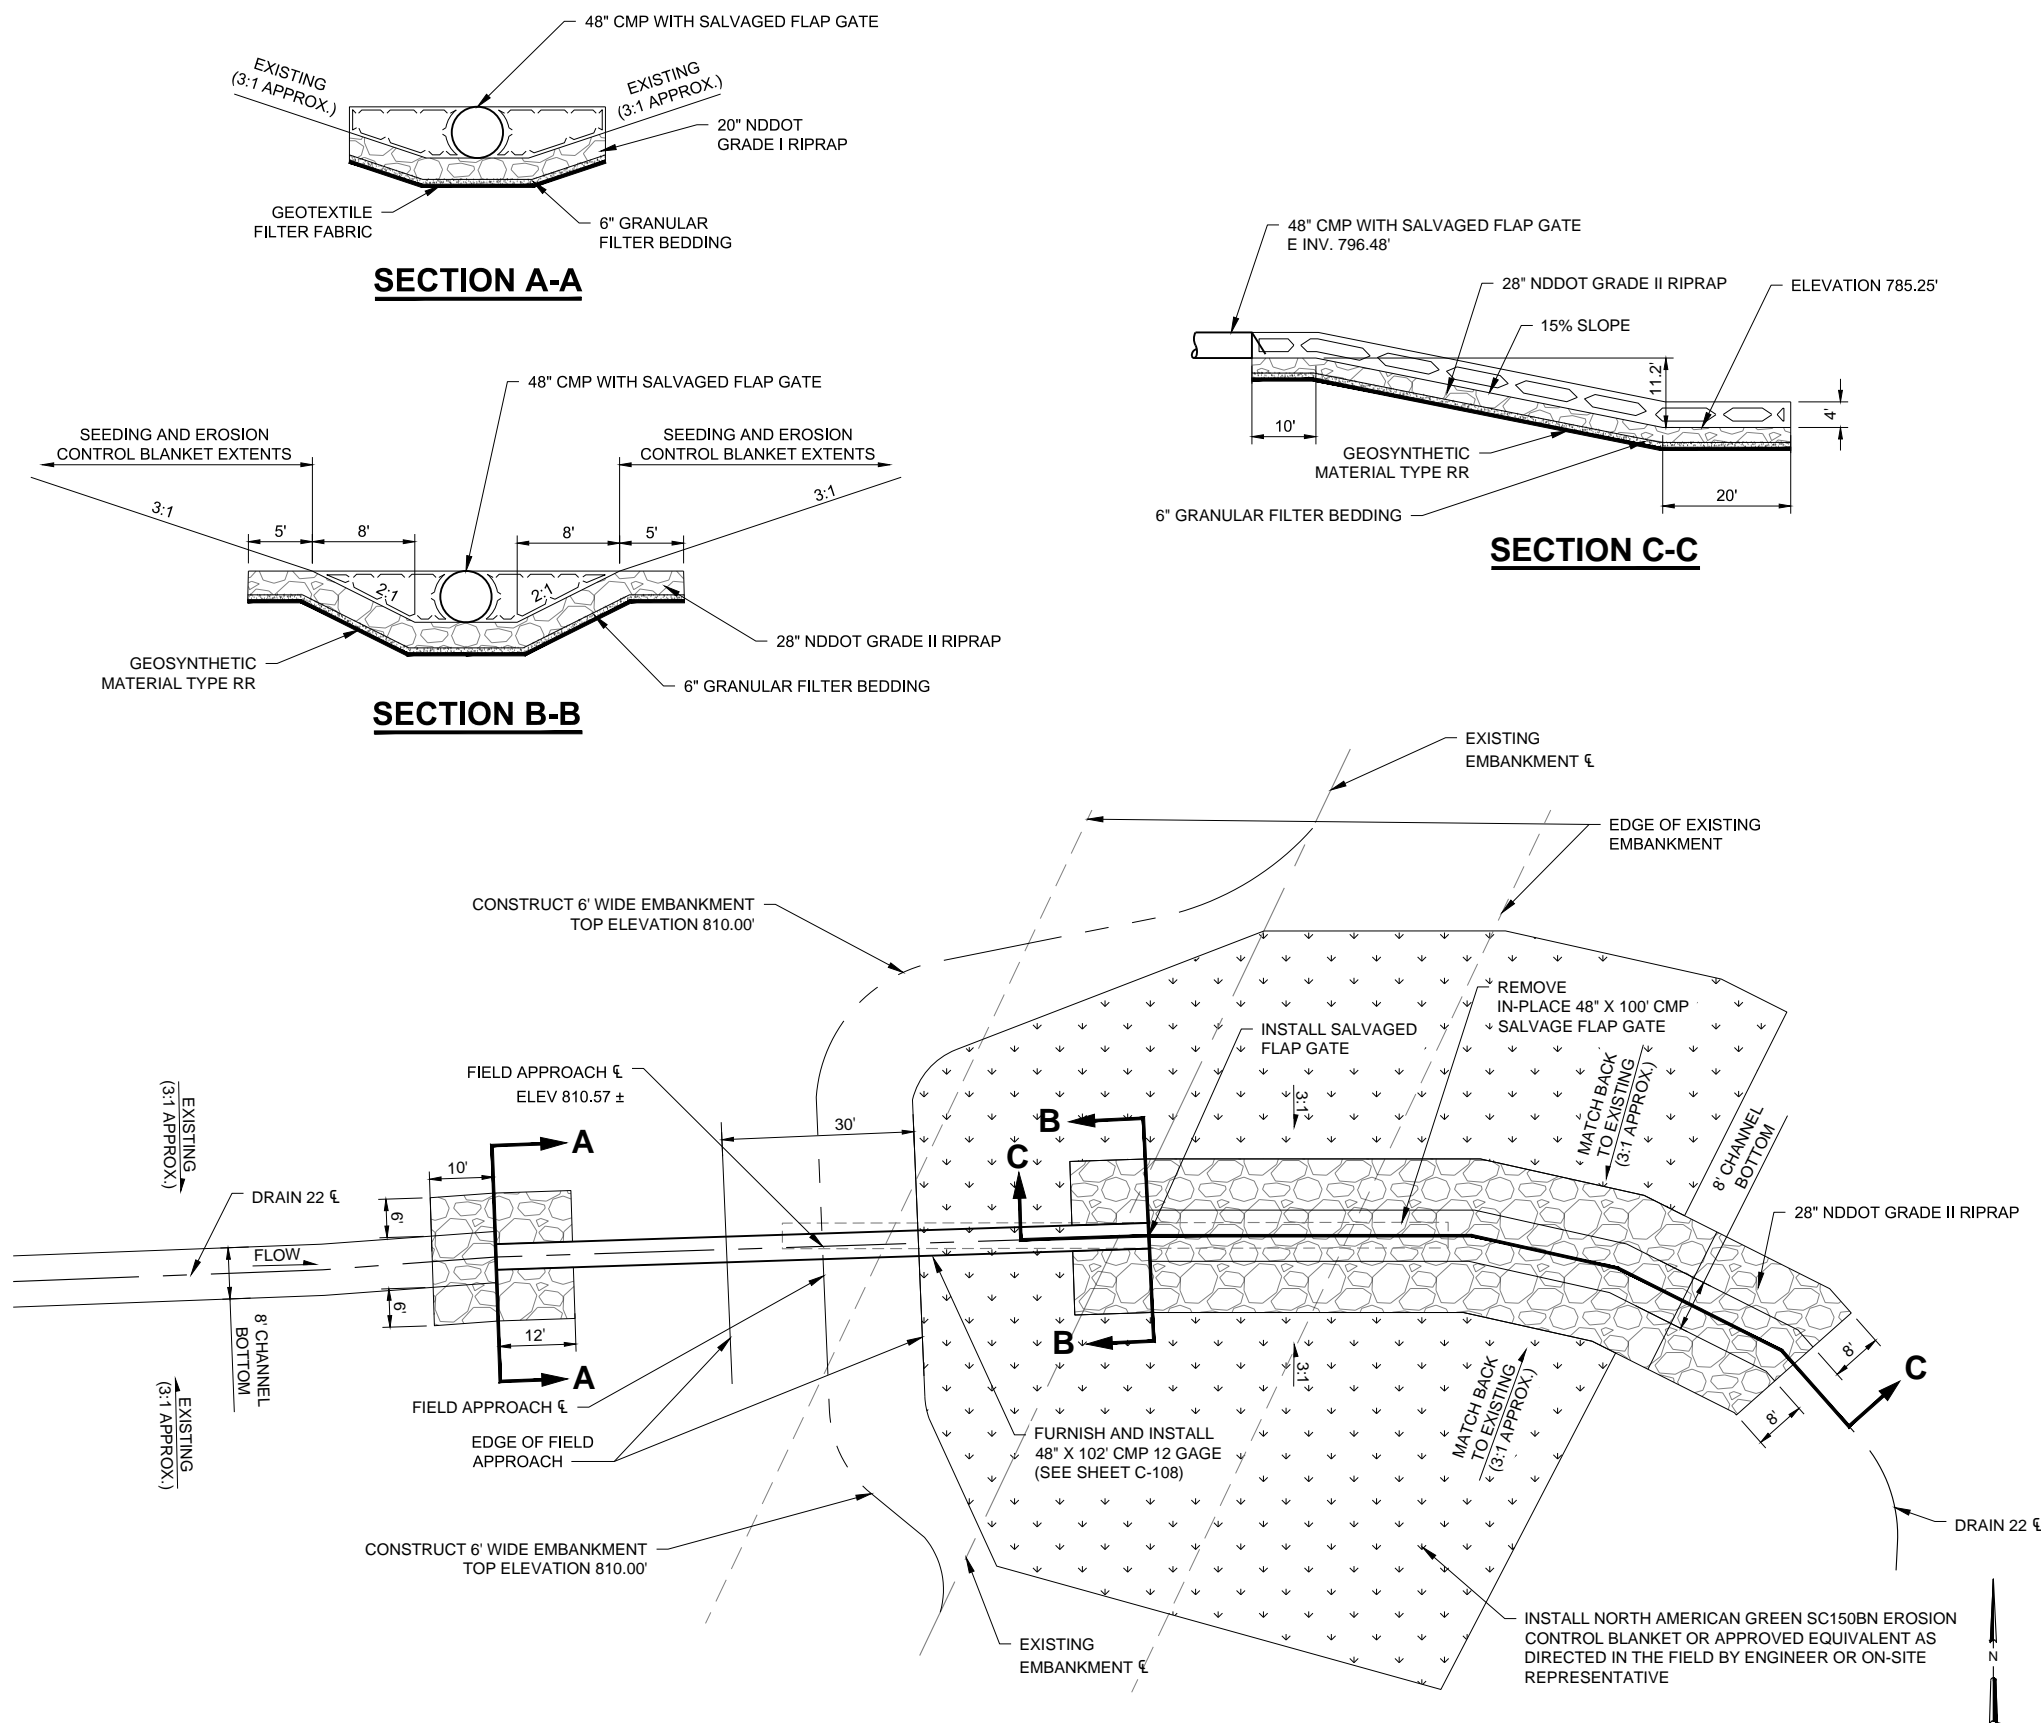 48" CMP WITH SALVAGED FLAP GATE
EXISTING
(3:1 APPROX.)
EXISTING
(3:1 APPROX.)
20" NDDOT
GRADE I RIPRAP
GEOTEXTILE
FILTER FABRIC
6" GRANULAR
FILTER BEDDING
SECTION A-A
48" CMP WITH SALVAGED FLAP GATE
E INV. 796.48'
28" NDDOT GRADE II RIPRAP
ELEVATION 785.25'
15% SLOPE
11.2'
4'
10'
GEOSYNTHETIC
MATERIAL TYPE RR
20'
6" GRANULAR FILTER BEDDING
SECTION C-C
48" CMP WITH SALVAGED FLAP GATE
SEEDING AND EROSION
CONTROL BLANKET EXTENTS
SEEDING AND EROSION
CONTROL BLANKET EXTENTS
3:1
3:1
5'
8'
8'
5'
2:1
2:1
28" NDDOT GRADE II RIPRAP
GEOSYNTHETIC
MATERIAL TYPE RR
6" GRANULAR FILTER BEDDING
SECTION B-B
EXISTING
EMBANKMENT ℄
EDGE OF EXISTING
EMBANKMENT
CONSTRUCT 6' WIDE EMBANKMENT
TOP ELEVATION 810.00'
REMOVE
IN-PLACE 48" X 100' CMP
SALVAGE FLAP GATE
INSTALL SALVAGED
FLAP GATE
FIELD APPROACH ℄
ELEV 810.57 ±
EXISTING
(3:1 APPROX.)
MATCH BACK
TO EXISTING
(3:1 APPROX.)
3:1
8' CHANNEL
BOTTOM
30'
A
B
C
10'
DRAIN 22 ℄
6'
28" NDDOT GRADE II RIPRAP
FLOW
6'
8' CHANNEL
BOTTOM
12'
A
B
3:1
8'
8'
C
EXISTING
(3:1 APPROX.)
FIELD APPROACH ℄
EDGE OF FIELD
APPROACH
FURNISH AND INSTALL
48" X 102' CMP 12 GAGE
(SEE SHEET C-108)
MATCH BACK
TO EXISTING
(3:1 APPROX.)
DRAIN 22 ℄
CONSTRUCT 6' WIDE EMBANKMENT
TOP ELEVATION 810.00'
EXISTING
EMBANKMENT ℄
INSTALL NORTH AMERICAN GREEN SC150BN EROSION
CONTROL BLANKET OR APPROVED EQUIVALENT AS
DIRECTED IN THE FIELD BY ENGINEER OR ON-SITE
REPRESENTATIVE
N